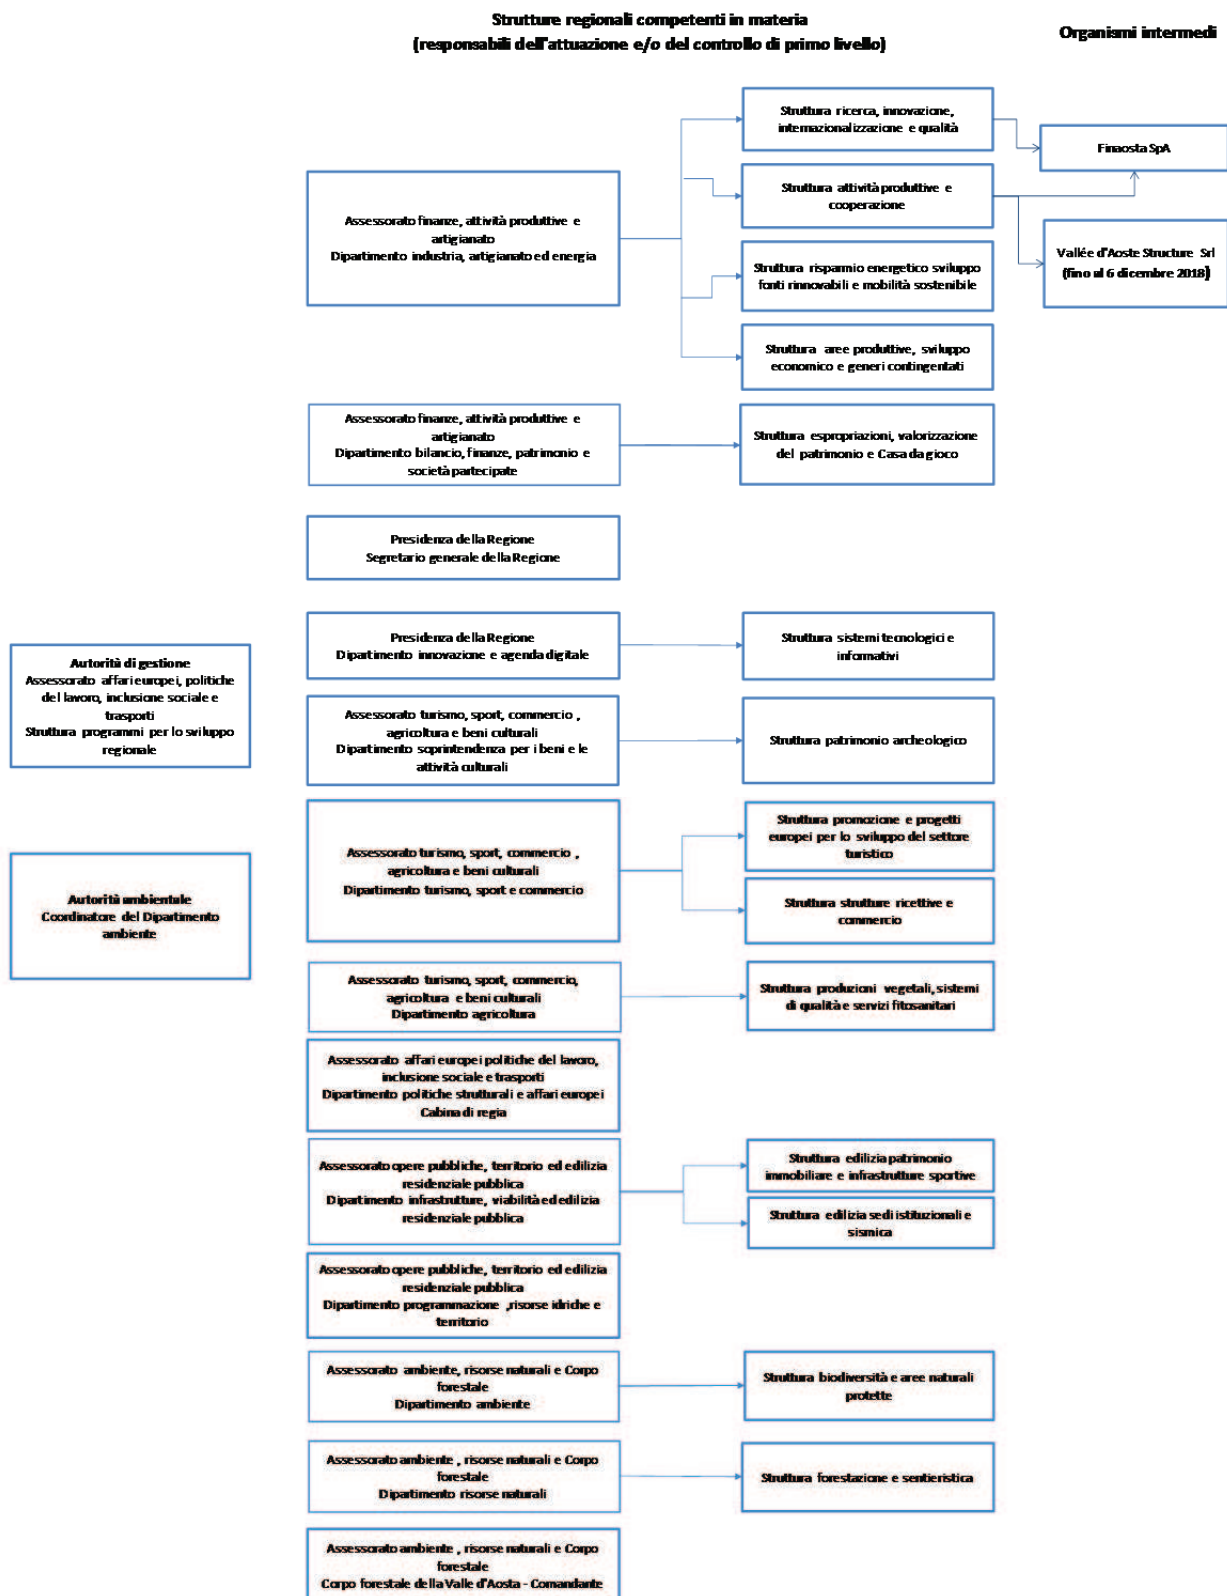 Strutture regionali competenti in materia
(responsabili dell'attuazione e/o del controllo di primo livello)
Organismi intermedi
Struttura ricerca, innovazione,
internazionalizzazione e qualità
Finaosta SpA
Assessorato finanze, attività produttive e
artigianato
Dipartimento industria, artigianato ed energia
Struttura attività produttive e
cooperazione
Vallée d'Aoste Structure Srl
(fino al 6 dicembre 2018)
Struttura risparmio energetico sviluppo
fonti rinnovabili e mobilità sostenibile
Struttura aree produttive, sviluppo
economico e generi contingentati
Assessorato finanze, attività produttive e
artigianato
Dipartimento bilancio, finanze, patrimonio e
società partecipate
Struttura espropriazioni, valorizzazione
del patrimonio e Casa da gioco
Presidenza della Regione
Segretario generale della Regione
Presidenza della Regione
Dipartimento innovazione e agenda digitale
Struttura sistemi tecnologici e
informativi
Autorità di gestione
Assessorato affari europei, politiche
del lavoro, inclusione sociale e
trasporti
Struttura programmi per lo sviluppo
regionale
Assessorato turismo, sport, commercio ,
agricoltura e beni culturali
Dipartimento soprintendenza per i beni e le
attività culturali
Struttura patrimonio archeologico
Autorità ambientale
Coordinatore del Dipartimento
ambiente
Assessorato turismo, sport, commercio ,
agricoltura e beni culturali
Dipartimento turismo, sport e commercio
Struttura promozione e progetti
europei per lo sviluppo del settore
turistico
Struttura strutture ricettive e
commercio
Assessorato turismo, sport, commercio,
agricoltura e beni culturali
Dipartimento agricoltura
Struttura produzioni vegetali, sistemi
di qualità e servizi fitosanitari
Assessorato affari europei politiche del lavoro,
inclusione sociale e trasporti
Dipartimento politiche strutturali e affari europei
Cabina di regia
Assessorato opere pubbliche, territorio ed edilizia
residenziale pubblica
Dipartimento infrastrutture, viabilità ed edilizia
residenziale pubblica
Struttura edilizia patrimonio
immobiliare e infrastrutture sportive
Struttura edilizia sedi istituzionali e
sismica
Assessorato opere pubbliche, territorio ed edilizia
residenziale pubblica
Dipartimento programmazione ,risorse idriche e
territorio
Assessorato ambiente, risorse naturali e Corpo
forestale
Dipartimento ambiente
Struttura biodiversità e aree naturali
protette
Assessorato ambiente , risorse naturali e Corpo
forestale
Dipartimento risorse naturali
Struttura forestazione e sentieristica
Assessorato ambiente , risorse naturali e Corpo
forestale
Corpo forestale della Valle d'Aosta - Comandante